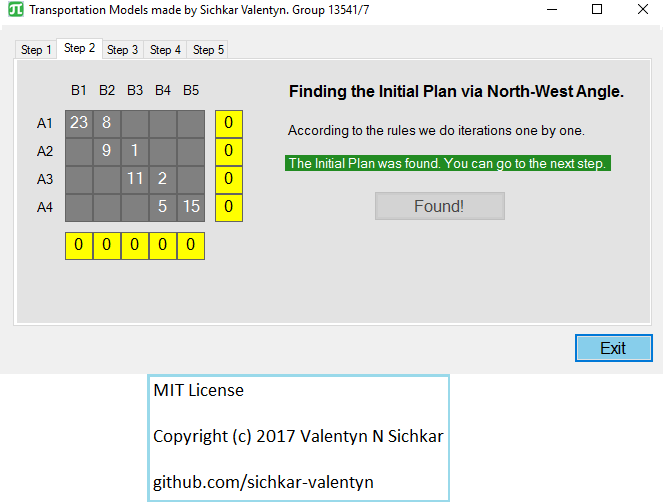 Transportation Models made by Sichkar Valentyn. Group 13541/7
Step 1 Step 2 Step 3 Step 4 Step 5
B1 B2 B3 B4 B5
A1 23 8 0
A2 9 1 0
A3 11 2 0
A4 5 15 0
0 0 0 0 0
Finding the Initial Plan via North-West Angle.
According to the rules we do iterations one by one.
The Initial Plan was found. You can go to the next step.
Found!
Exit
MIT License
Copyright (c) 2017 Valentyn N Sichkar
github.com/sichkar-valentyn